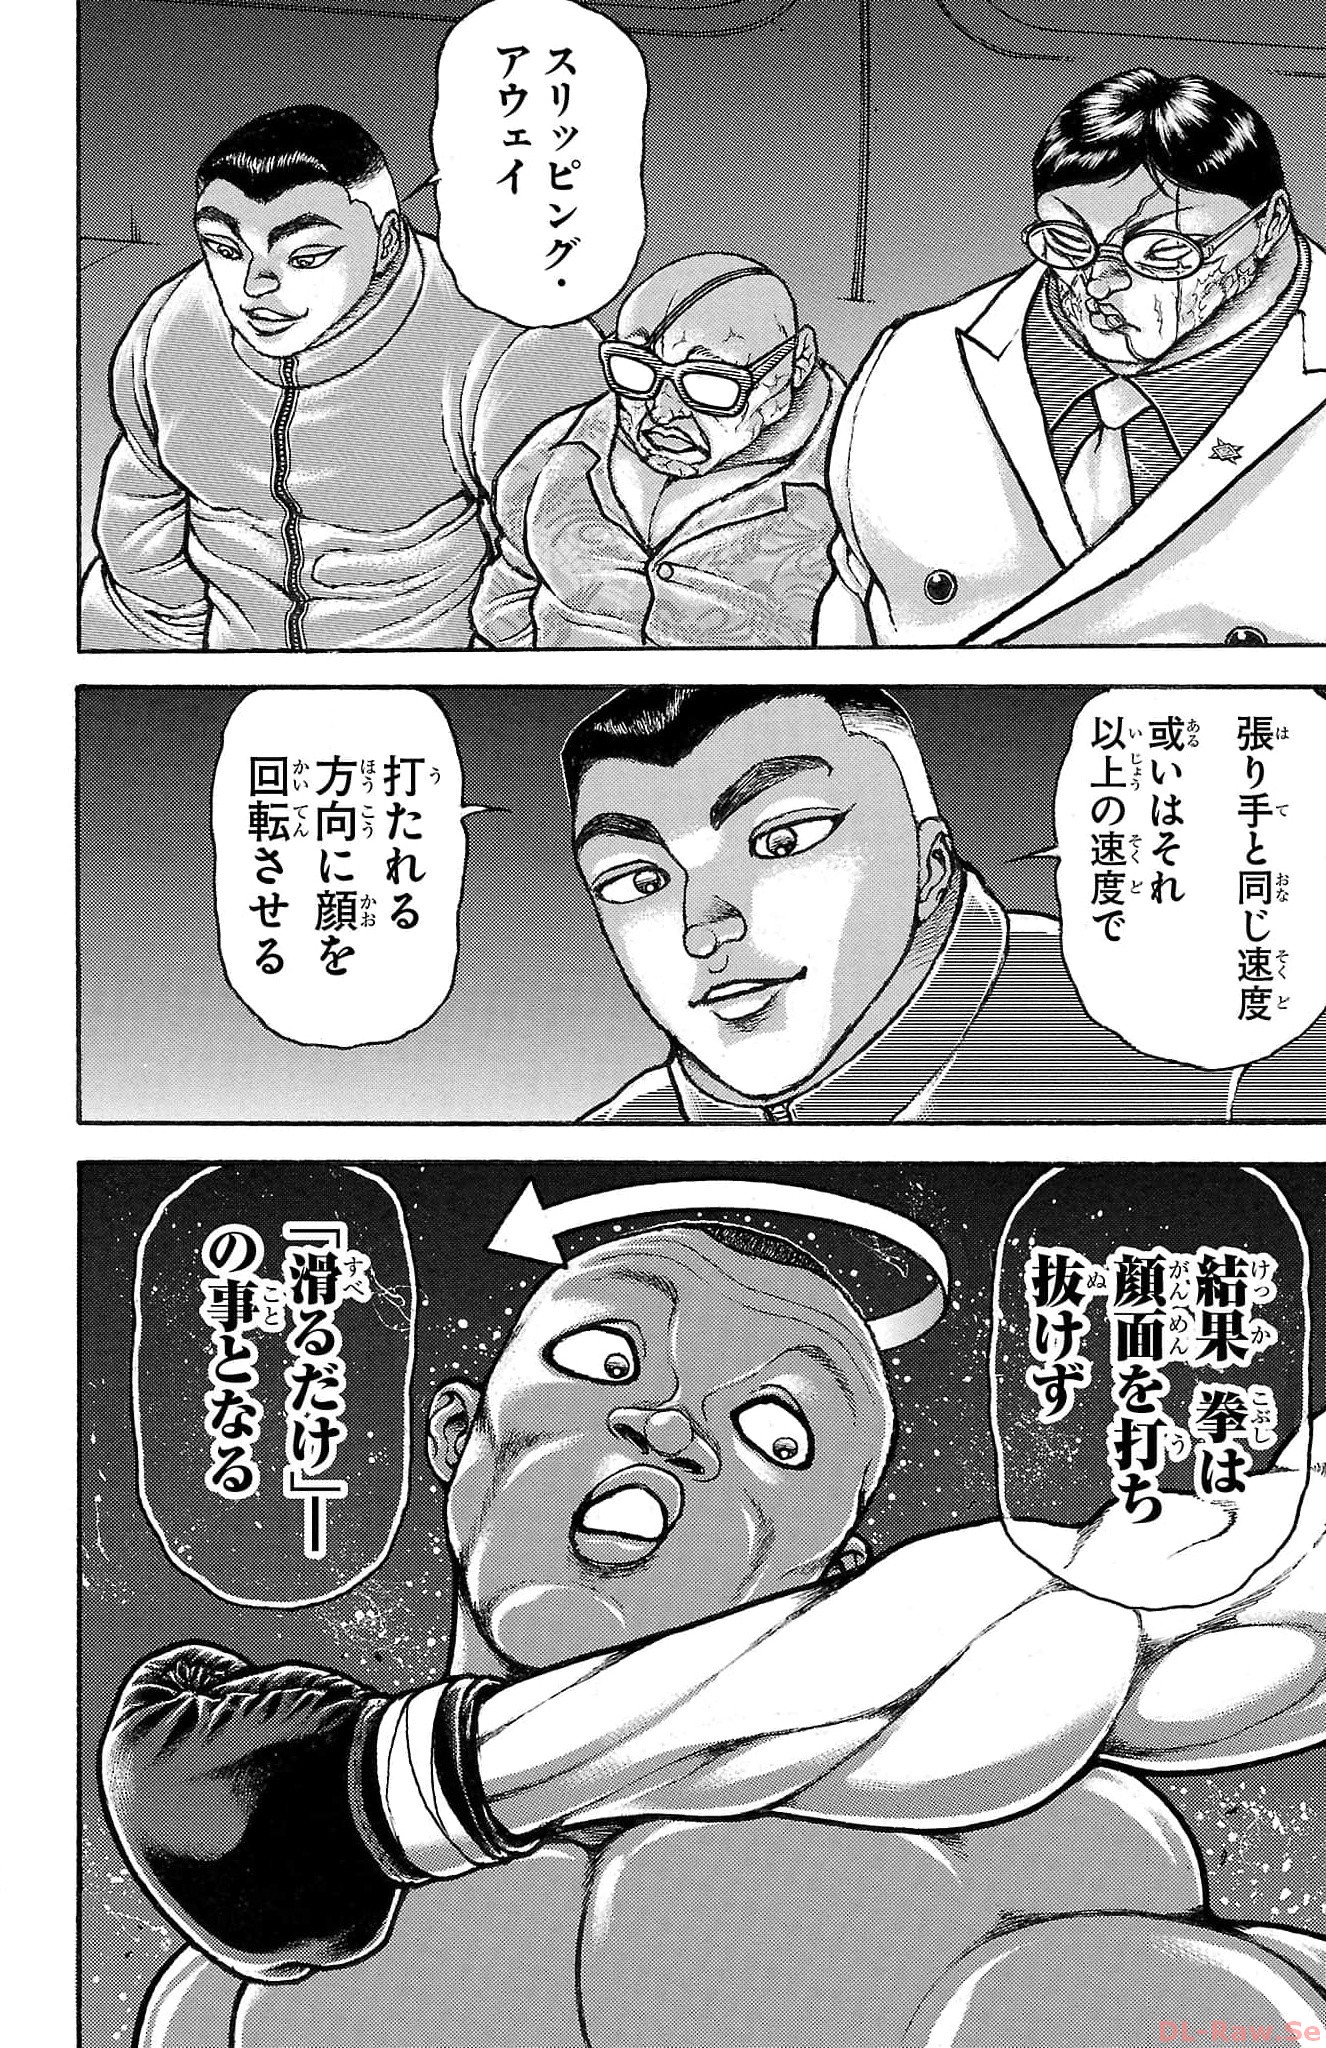 スリッピング・
アウェイ
張り手と同じ速度
或いはそれ
以上の速度で
打たれる
方向に顔を
回転させる
結果 拳は
顔面を打ち
抜けず
『滑るだけ』―
の事となる
DL-Raw.Se